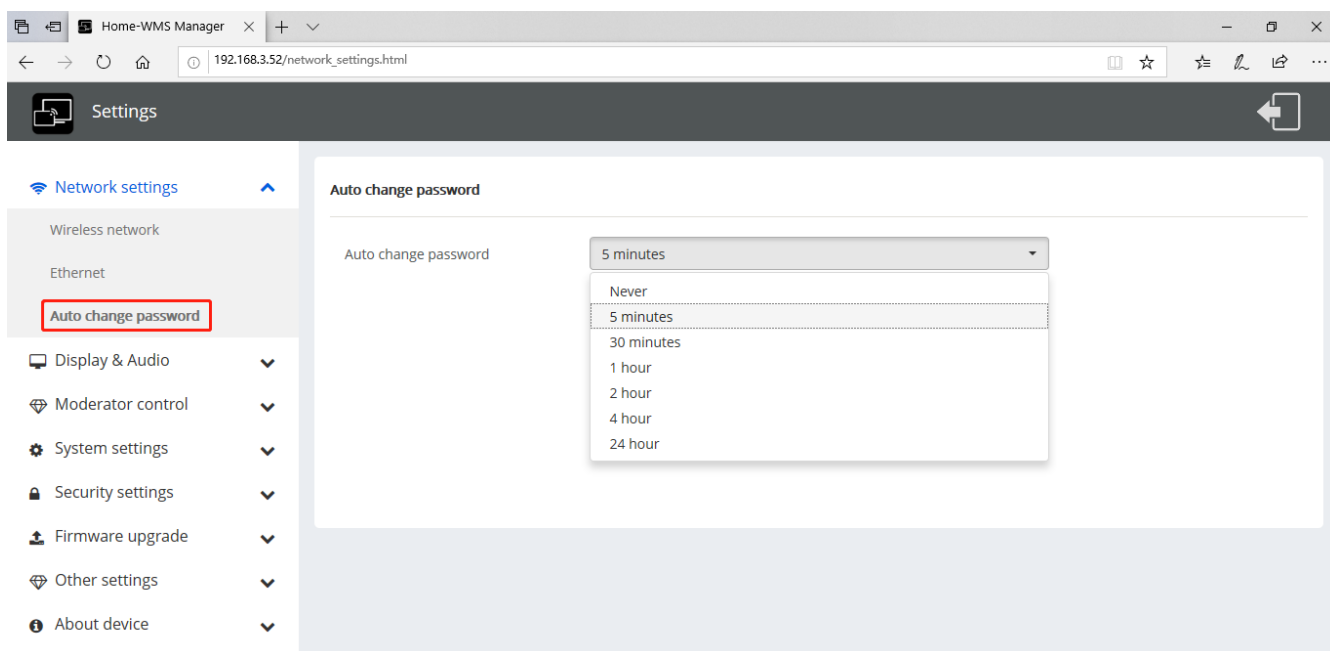 Home-WMS Manager
192.168.3.52/network_settings.html
Settings
Network settings
Wireless network
Ethernet
Auto change password
Display & Audio
Moderator control
System settings
Security settings
Firmware upgrade
Other settings
About device
Auto change password
Auto change password 5 minutes
Never
5 minutes
30 minutes
1 hour
2 hour
4 hour
24 hour